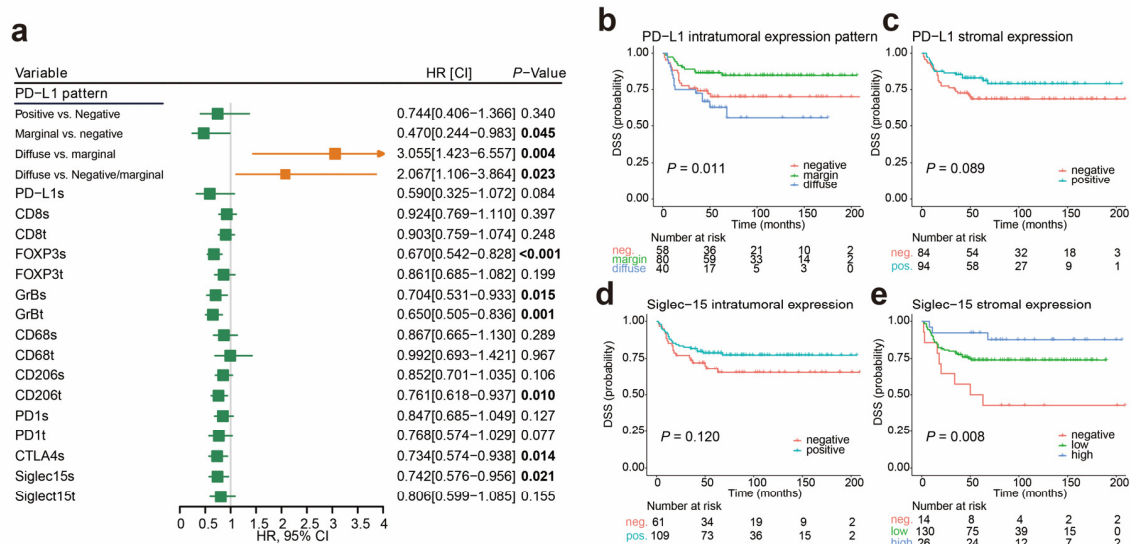 a
Variable HR [CI] P-Value
PD-L1 pattern
Positive vs. Negative 0.744[0.406-1.366] 0.340
Marginal vs. negative 0.470[0.244-0.983] 0.045
Diffuse vs. marginal 3.055[1.423-6.557] 0.004
Diffuse vs. Negative/marginal 2.067[1.106-3.864] 0.023
PD-L1s 0.590[0.325-1.072] 0.084
CD8s 0.924[0.769-1.110] 0.397
CD8t 0.903[0.759-1.074] 0.248
FOXP3s 0.670[0.542-0.828] <0.001
FOXP3t 0.861[0.685-1.082] 0.199
GrBs 0.704[0.531-0.933] 0.015
GrBt 0.650[0.505-0.836] 0.001
CD68s 0.867[0.665-1.130] 0.289
CD68t 0.992[0.693-1.421] 0.967
CD206s 0.852[0.701-1.035] 0.106
CD206t 0.761[0.618-0.937] 0.010
PD1s 0.847[0.685-1.049] 0.127
PD1t 0.768[0.574-1.029] 0.077
CTLA4s 0.734[0.574-0.938] 0.014
Siglec15s 0.742[0.576-0.956] 0.021
Siglect15t 0.806[0.599-1.085] 0.155
0 0.5 1 1.5 2 2.5 3 3.5 4
HR, 95% CI
b
PD-L1 intratumoral expression pattern
DSS (probability)
1.00
0.75
0.50
0.25
0.00
P = 0.011
negative
margin
diffuse
0 50 100 150 200
Time (months)
Number at risk
neg. 58 36 21 10 2
margin 80 59 33 14 2
diffuse 40 17 5 3 0
c
PD-L1 stromal expression
DSS (probability)
1.00
0.75
0.50
0.25
0.00
P = 0.089
negative
positive
0 50 100 150 200
Time (months)
Number at risk
neg. 84 54 32 18 3
pos. 94 58 27 9 1
d
Siglec-15 intratumoral expression
DSS (probability)
1.00
0.75
0.50
0.25
0.00
P = 0.120
negative
positive
0 50 100 150 200
Time (months)
Number at risk
neg. 61 34 19 9 2
pos. 109 73 36 15 2
e
Siglec-15 stromal expression
DSS (probability)
1.00
0.75
0.50
0.25
0.00
P = 0.008
negative
low
high
0 50 100 150 200
Time (months)
Number at risk
neg. 14 8 4 2 2
low 130 75 39 15 0
high 26 24 12 7 2